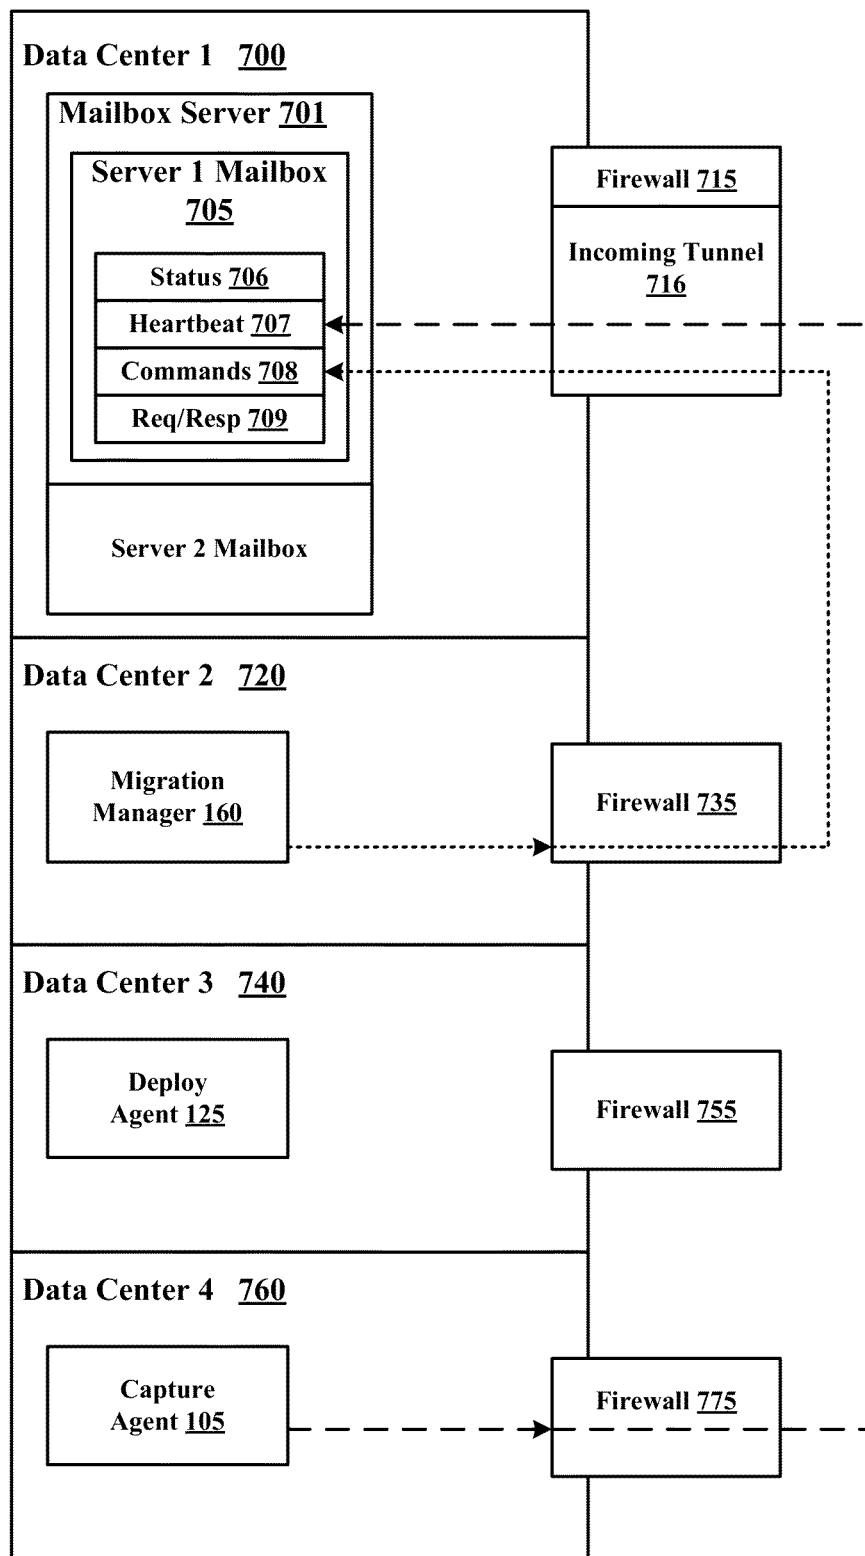 Data Center 1 700
Mailbox Server 701
Server 1 Mailbox
705
Status 706
Heartbeat 707
Commands 708
Req/Resp 709
Server 2 Mailbox
Firewall 715
Incoming Tunnel
716
Data Center 2 720
Migration
Manager 160
Firewall 735
Data Center 3 740
Deploy
Agent 125
Firewall 755
Data Center 4 760
Capture
Agent 105
Firewall 775